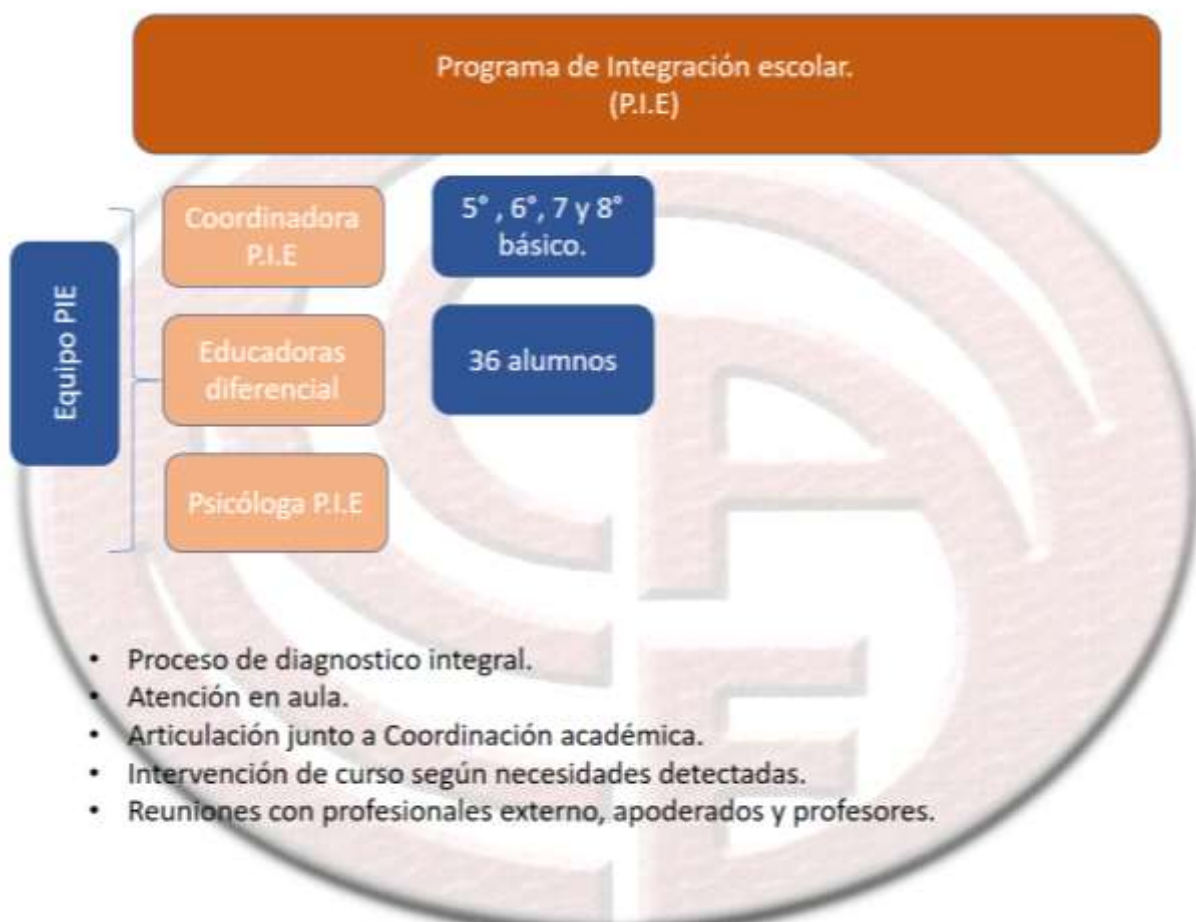 Programa de Integración escolar.
(P.I.E)
Equipo PIE
Coordinadora
P.I.E
5° , 6°, 7 y 8°
básico.
Educadoras
diferencial
36 alumnos
Psicóloga P.I.E
• Proceso de diagnostico integral.
• Atención en aula.
• Articulación junto a Coordinación académica.
• Intervención de curso según necesidades detectadas.
• Reuniones con profesionales externo, apoderados y profesores.